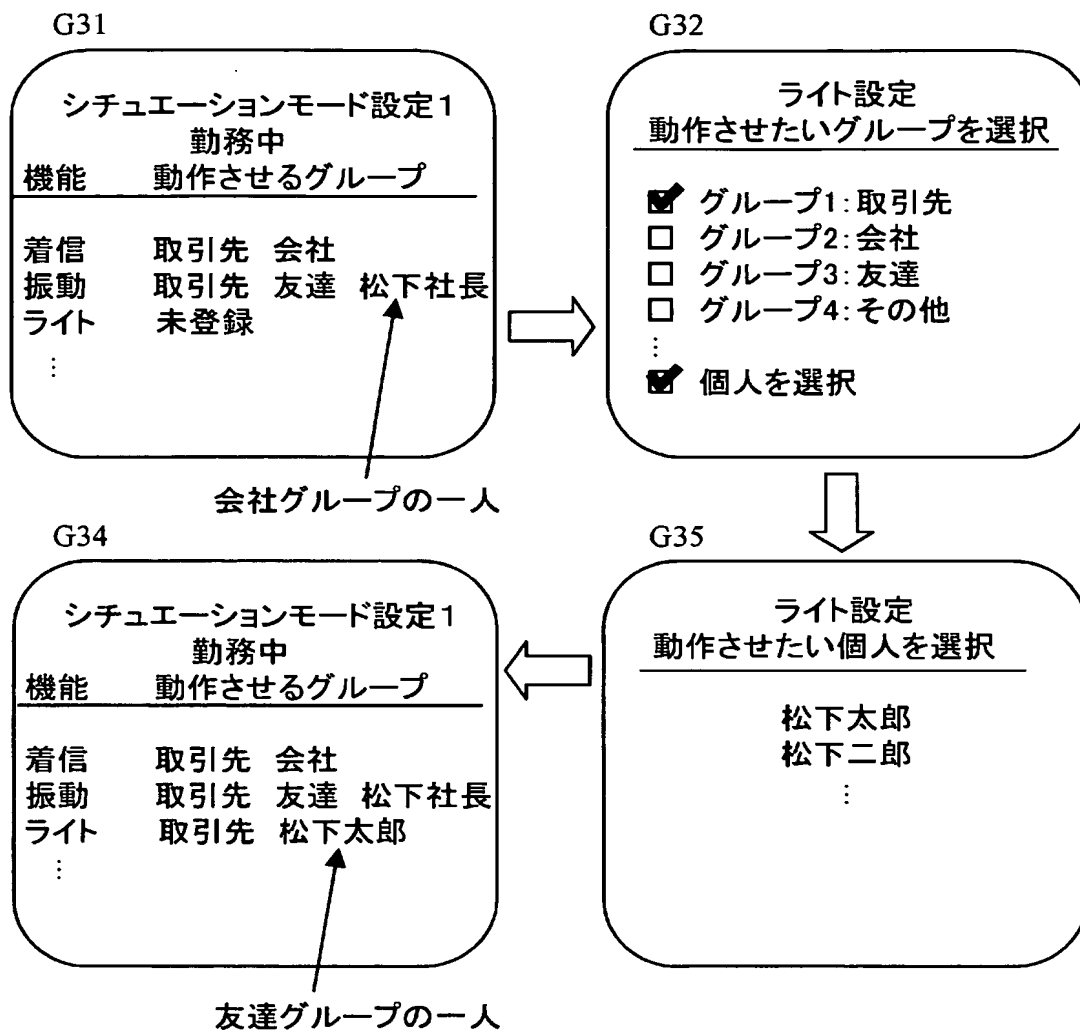 G31
シチュエーションモード設定1
勤務中
機能 動作させるグループ
着信 取引先 会社
振動 取引先 友達 松下社長
ライト 未登録
⋮
会社グループの一人
G32
ライト設定
動作させたいグループを選択
グループ1:取引先
グループ2:会社
グループ3:友達
グループ4:その他
⋮
個人を選択
G34
シチュエーションモード設定1
勤務中
機能 動作させるグループ
着信 取引先 会社
振動 取引先 友達 松下社長
ライト 取引先 松下太郎
⋮
友達グループの一人
G35
ライト設定
動作させたい個人を選択
松下太郎
松下二郎
⋮